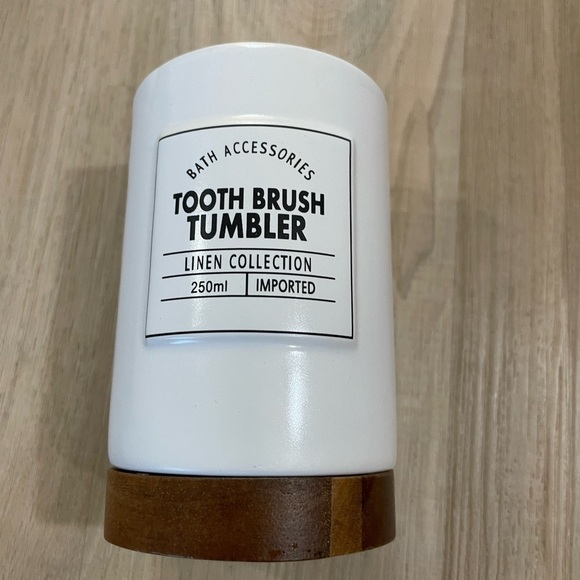 BATH ACCESSORIES
TOOTH BRUSH
TUMBLER
LINEN COLLECTION
250ml IMPORTED